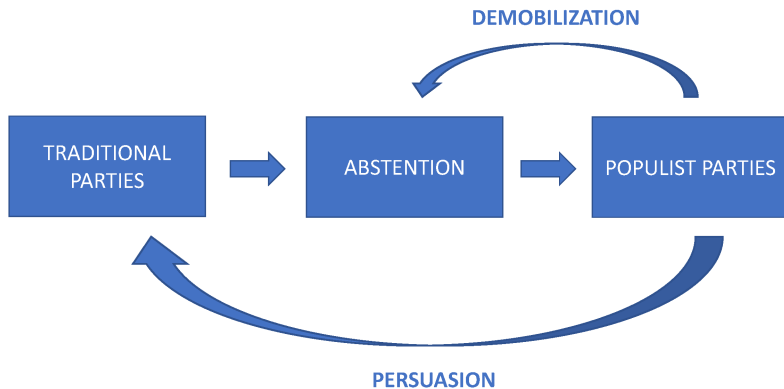 DEMOBILIZATION
TRADITIONAL
PARTIES
ABSTENTION
POPULIST PARTIES
PERSUASION